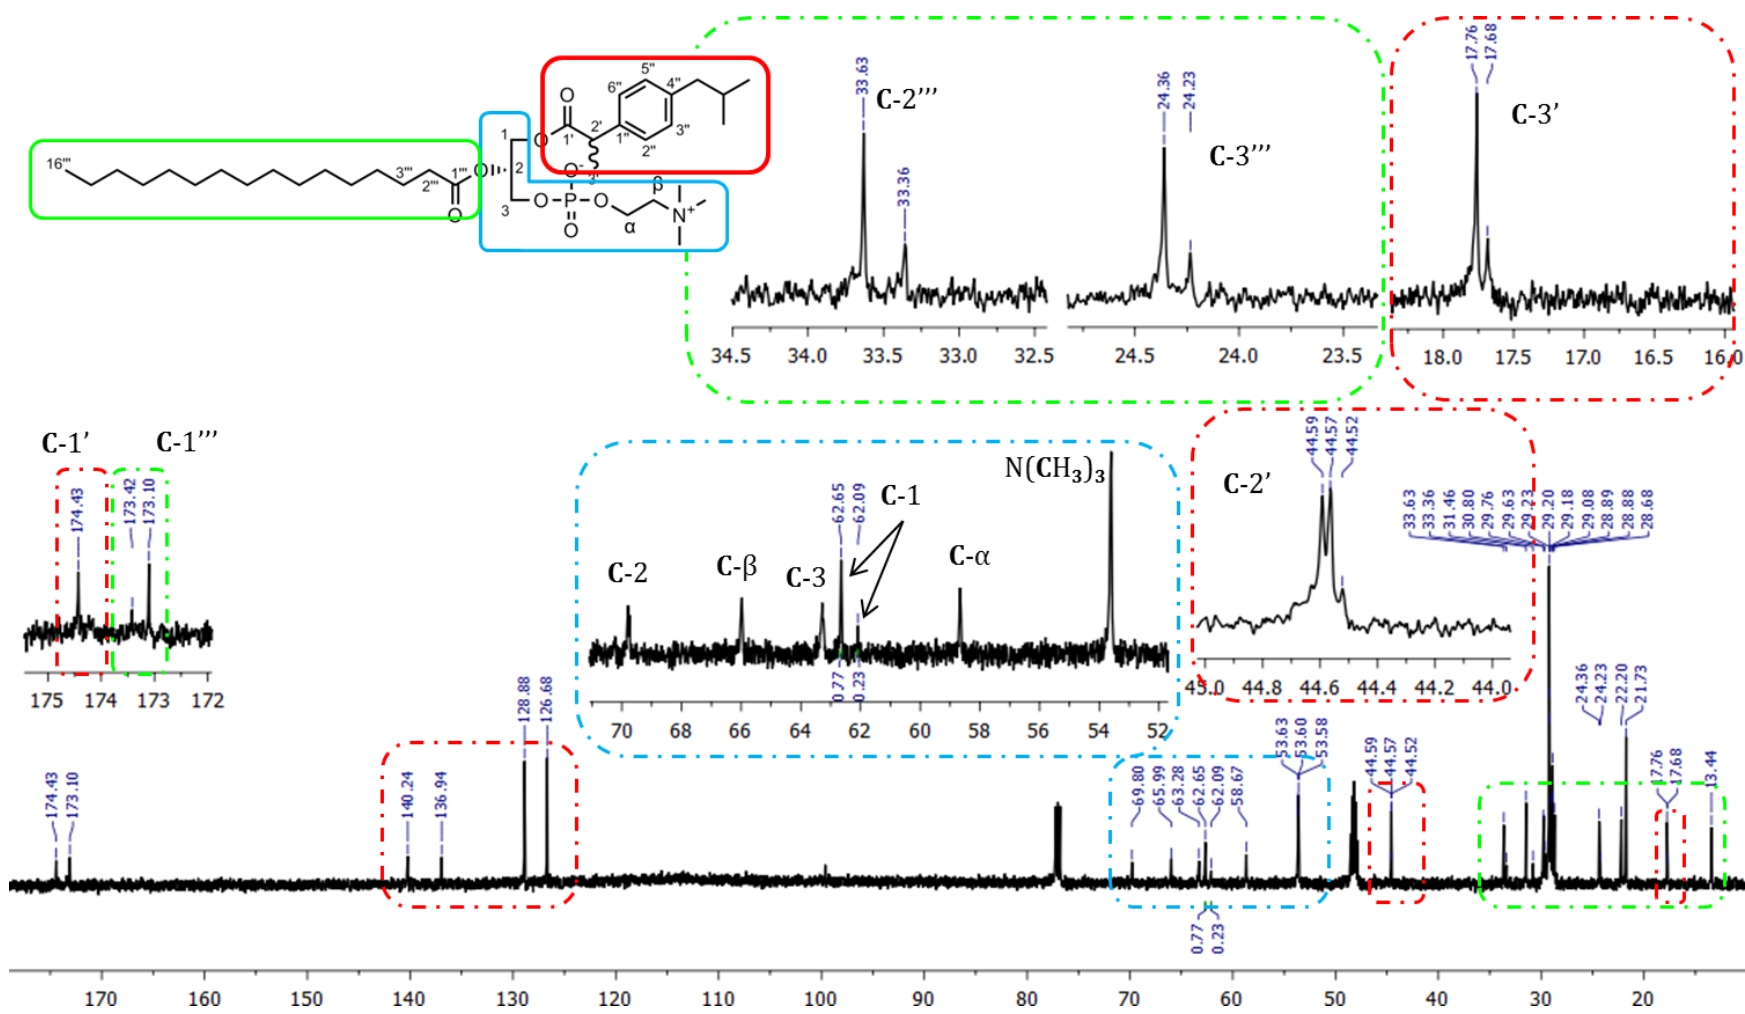 O
1'
2'
3'
1"
2"
3"
4"
5"
6"
1
O
2
O
3
16'''
3'''
2'''
1'''
O
O
P
O
O-
O
α
β
N+
33.63
33.36
C-2'''
24.36
24.23
C-3'''
34.5 34.0 33.5 33.0 32.5
24.5 24.0 23.5
17.76
17.68
C-3'
18.0 17.5 17.0 16.5 16.0
C-1'
C-1'''
174.43
173.42
173.10
175 174 173 172
C-2
C-β
C-3
62.65
62.09
C-1
C-α
N(CH3)3
0.77
0.23
70 68 66 64 62 60 58 56 54 52
C-2'
44.59
44.57
44.52
45.0 44.8 44.6 44.4 44.2 44.0
174.43
173.10
140.24
136.94
128.88
126.68
69.80
65.99
63.28
62.65
62.09
58.67
53.63
53.60
53.58
44.59
44.57
44.52
33.63
33.36
31.46
30.80
29.76
29.63
29.23
29.20
29.18
29.08
28.89
28.88
28.68
24.36
24.23
22.20
21.73
17.76
17.68
13.44
0.77
0.23
170 160 150 140 130 120 110 100 90 80 70 60 50 40 30 20